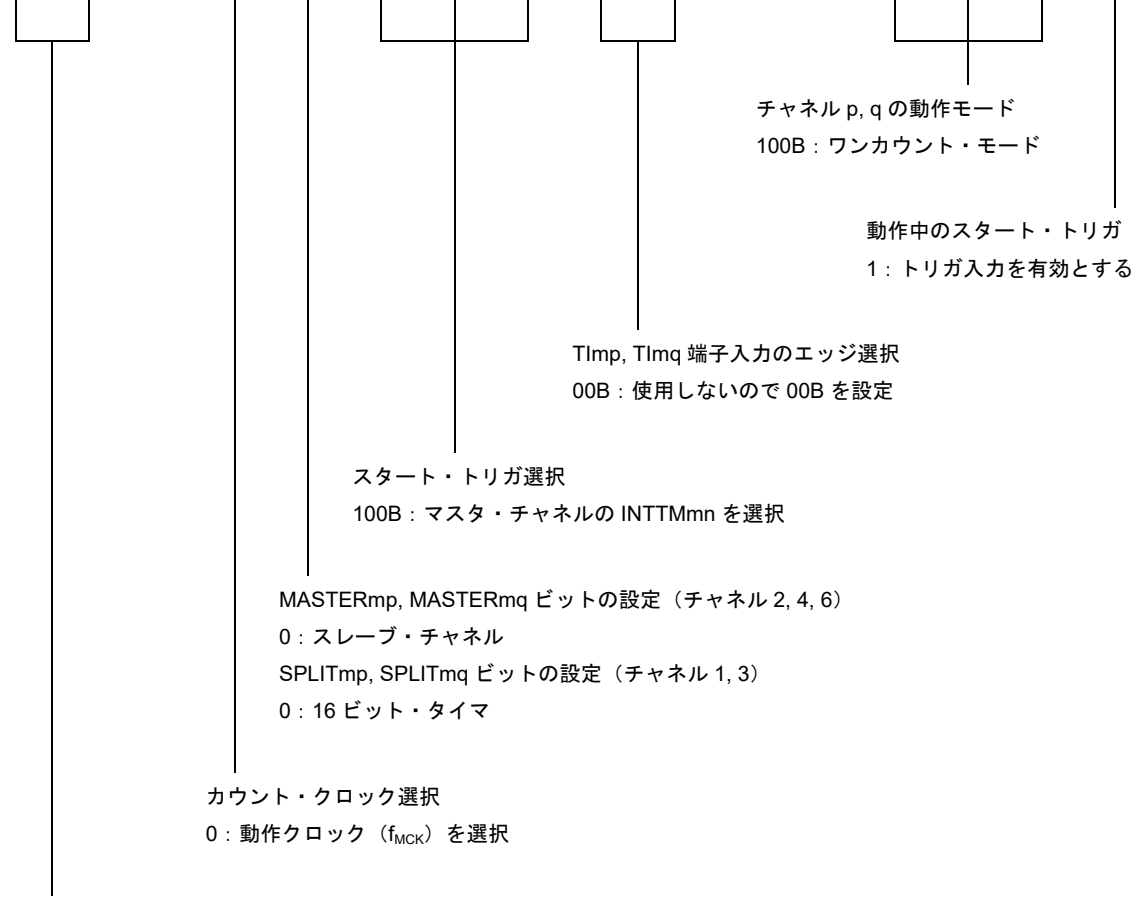 チャネル p, q の動作モード
100B：ワンカウント・モード
動作中のスタート・トリガ
1：トリガ入力を有効とする
TImp, TImq 端子入力のエッジ選択
00B：使用しないので 00B を設定
スタート・トリガ選択
100B：マスタ・チャネルの INTTMmn を選択
MASTERmp, MASTERmq ビットの設定（チャネル 2, 4, 6）
0：スレーブ・チャネル
SPLITmp, SPLITmq ビットの設定（チャネル 1, 3）
0：16 ビット・タイマ
カウント・クロック選択
0：動作クロック（fMCK）を選択